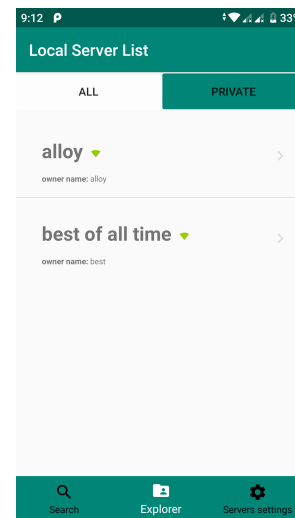 9:12
33%
Local Server List
ALL
PRIVATE
alloy
owner name: alloy
best of all time
owner name: best
Search
Explorer
Servers settings